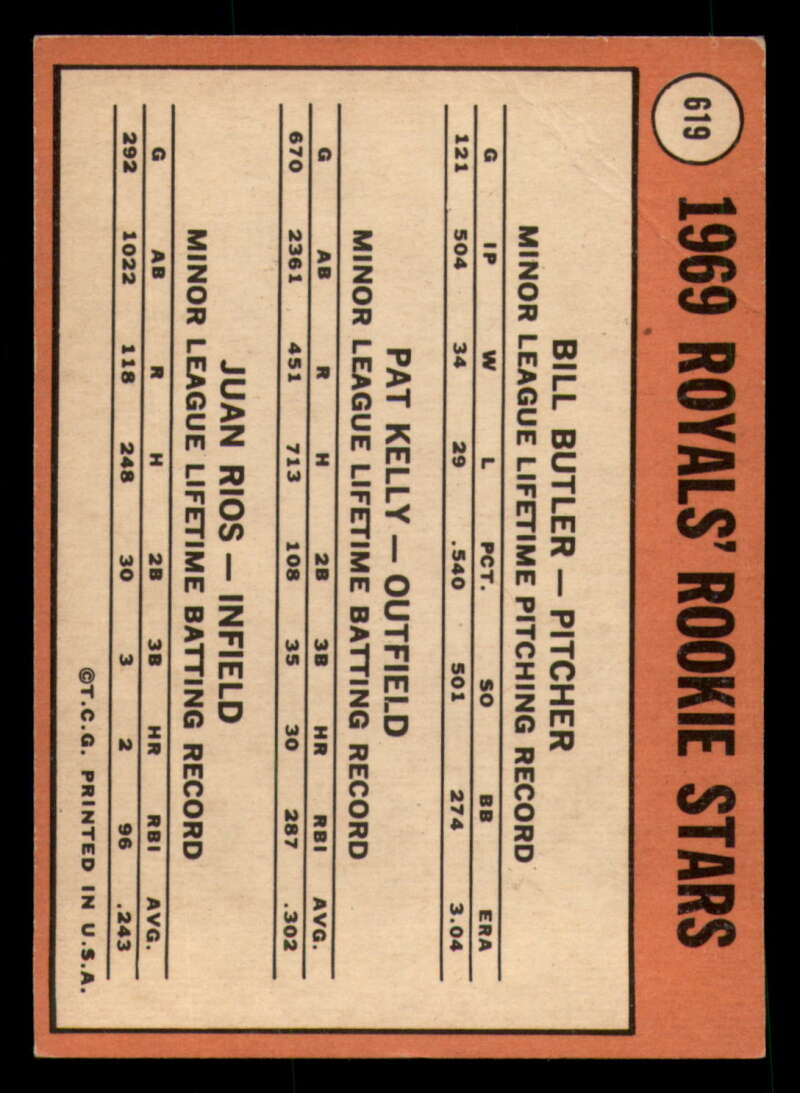 619
1969 ROYALS' ROOKIE STARS
BILL BUTLER — PITCHER
MINOR LEAGUE LIFETIME PITCHING RECORD
G IP W L PCT. SO BB ERA
121 504 34 29 .540 501 274 3.04
PAT KELLY — OUTFIELD
MINOR LEAGUE LIFETIME BATTING RECORD
G AB R H 2B 3B HR RBI AVG.
670 2361 451 713 108 35 30 287 .302
JUAN RIOS — INFIELD
MINOR LEAGUE LIFETIME BATTING RECORD
G AB R H 2B 3B HR RBI AVG.
292 1022 118 248 30 3 2 96 .243
©T.C.G. PRINTED IN U.S.A.